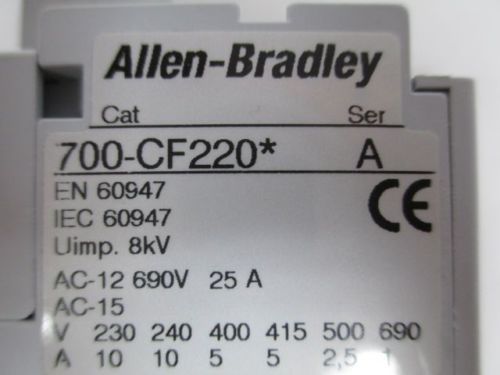 Allen-Bradley
Cat Ser
700-CF220* A
EN 60947
IEC 60947
Uimp. 8kV
CE
AC-12 690V 25 A
AC-15
V 230 240 400 415 500 690
A 10 10 5 5 2,5 1